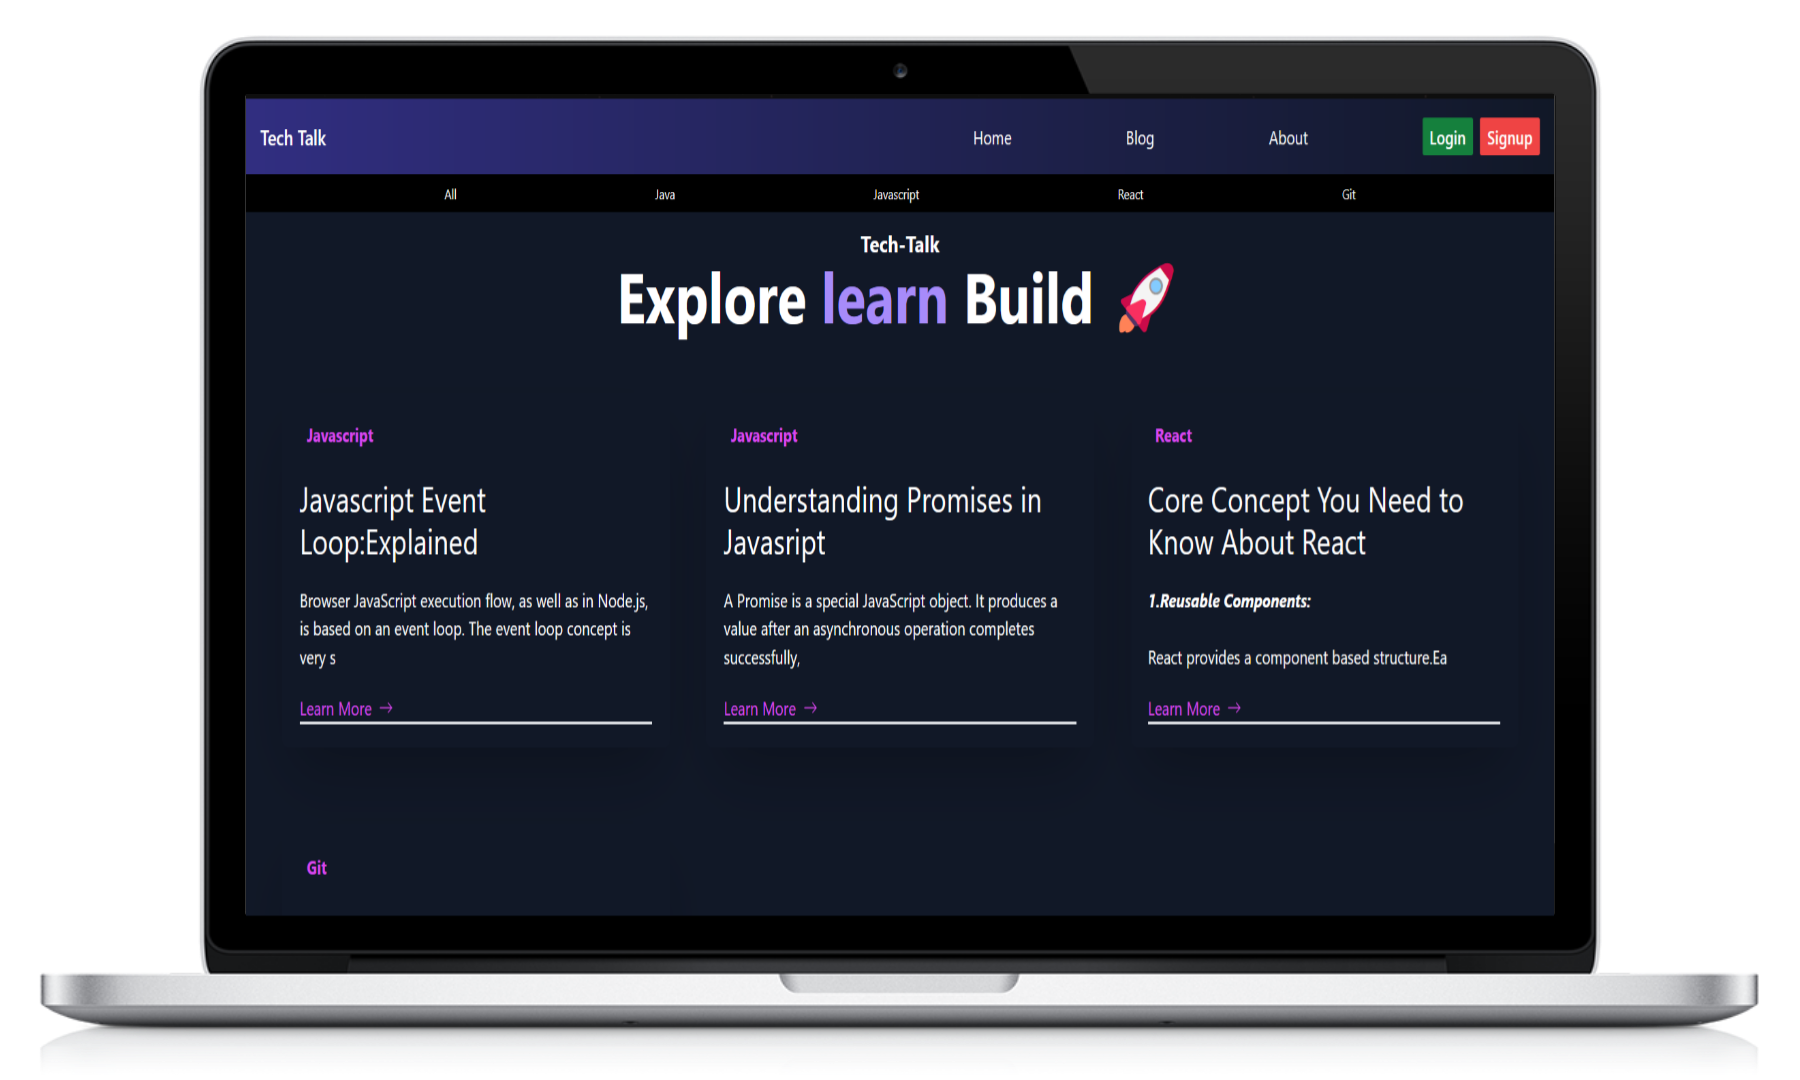 Tech Talk Home Blog About Login Signup
All Java Javascript React Git
Tech-Talk
Explore learn Build 🚀
Javascript
Javascript Event
Loop:Explained
Browser JavaScript execution flow, as well as in Node.js,
is based on an event loop. The event loop concept is
very s
Learn More →
Javascript
Understanding Promises in
Javasript
A Promise is a special JavaScript object. It produces a
value after an asynchronous operation completes
successfully,
Learn More →
React
Core Concept You Need to
Know About React
1.Reusable Components:
React provides a component based structure.Ea
Learn More →
Git